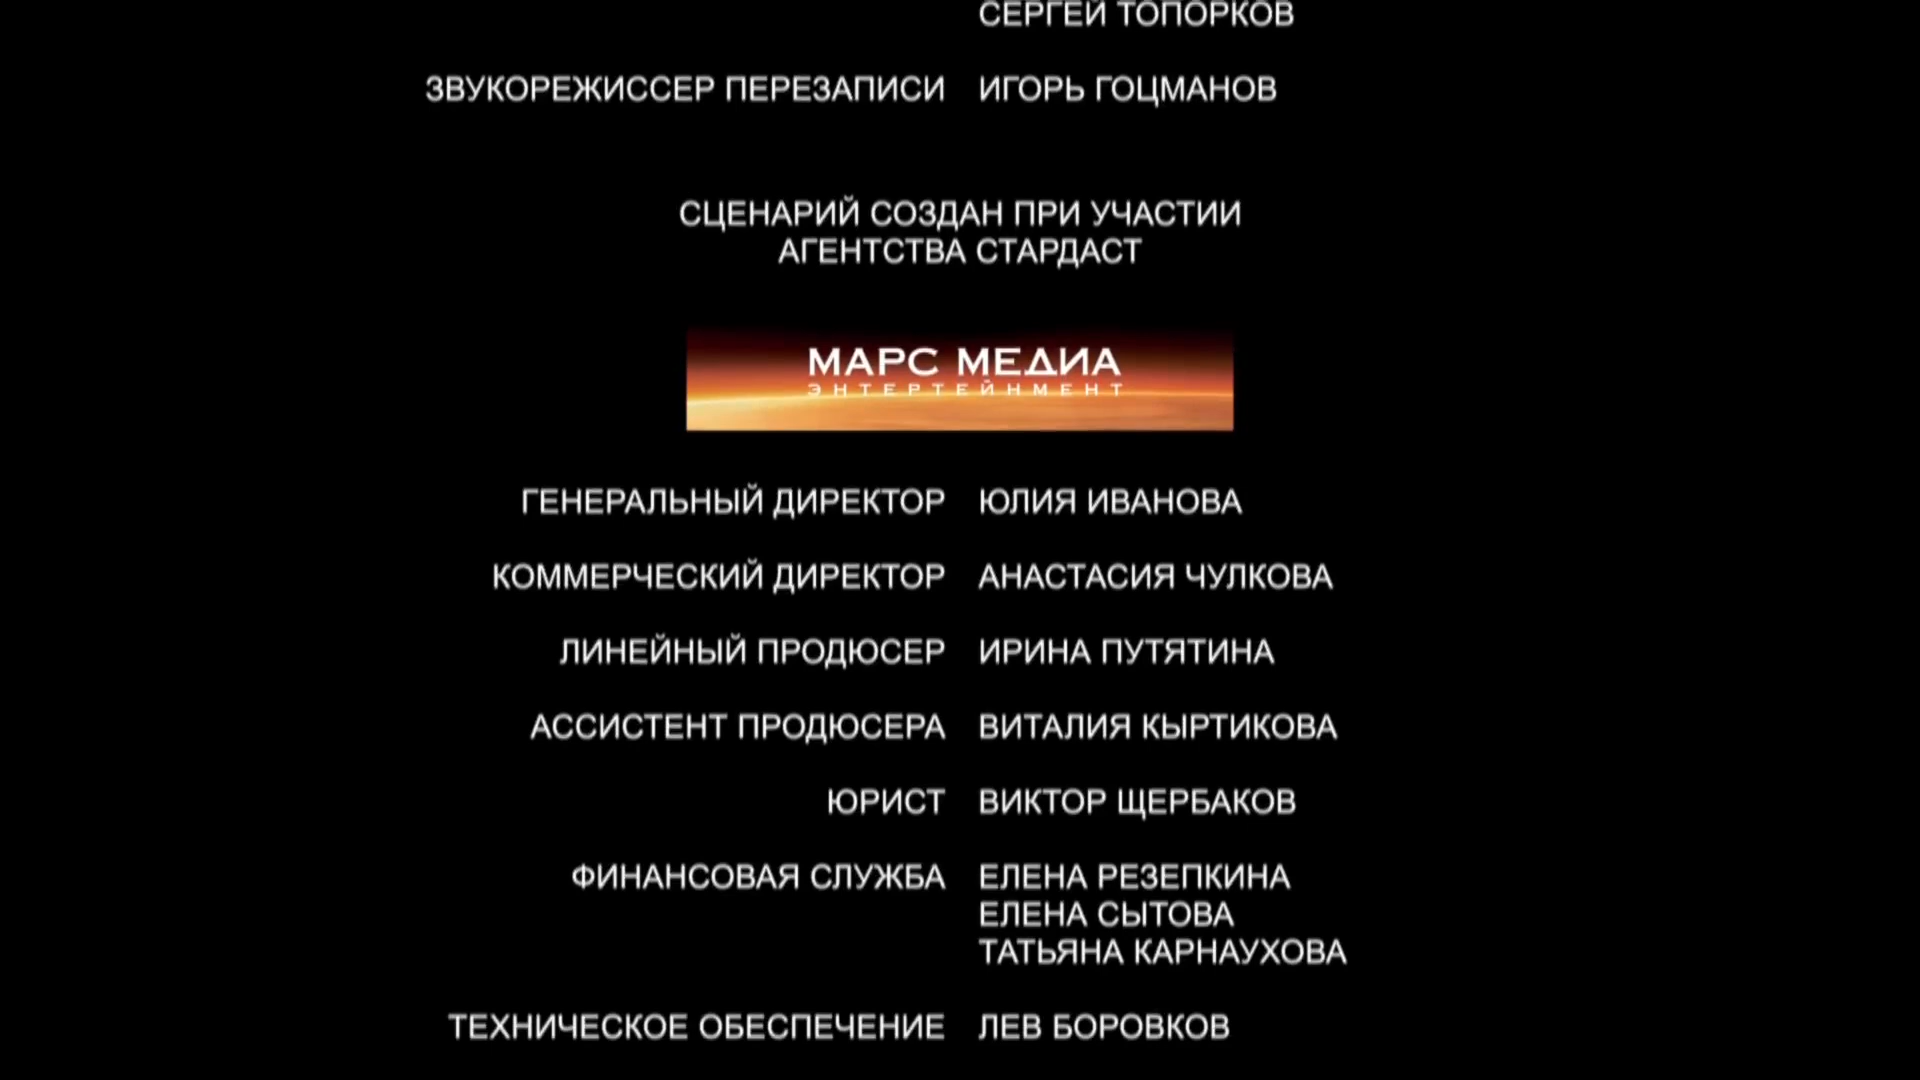 СЕРГЕЙ ТОПОРКОВ
ЗВУКОРЕЖИССЕР ПЕРЕЗАПИСИ ИГОРЬ ГОЦМАНОВ
СЦЕНАРИЙ СОЗДАН ПРИ УЧАСТИИ
АГЕНТСТВА СТАРДАСТ
МАРС МЕДИА
ЭНТЕРТЕЙНМЕНТ
ГЕНЕРАЛЬНЫЙ ДИРЕКТОР ЮЛИЯ ИВАНОВА
КОММЕРЧЕСКИЙ ДИРЕКТОР АНАСТАСИЯ ЧУЛКОВА
ЛИНЕЙНЫЙ ПРОДЮСЕР ИРИНА ПУТЯТИНА
АССИСТЕНТ ПРОДЮСЕРА ВИТАЛИЯ КЫРТИКОВА
ЮРИСТ ВИКТОР ЩЕРБАКОВ
ФИНАНСОВАЯ СЛУЖБА ЕЛЕНА РЕЗЕПКИНА
ЕЛЕНА СЫТОВА
ТАТЬЯНА КАРНАУХОВА
ТЕХНИЧЕСКОЕ ОБЕСПЕЧЕНИЕ ЛЕВ БОРОВКОВ